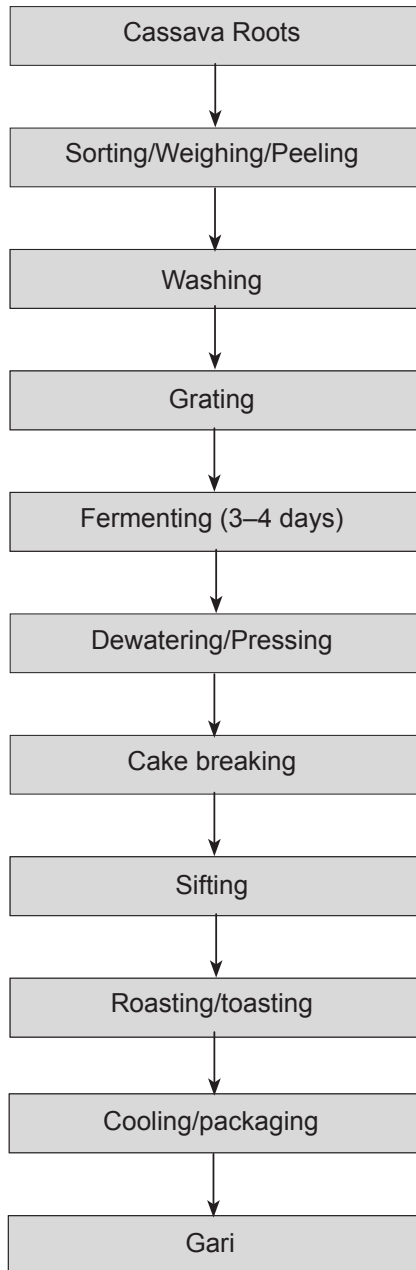 Cassava Roots
Sorting/Weighing/Peeling
Washing
Grating
Fermenting (3–4 days)
Dewatering/Pressing
Cake breaking
Sifting
Roasting/toasting
Cooling/packaging
Gari